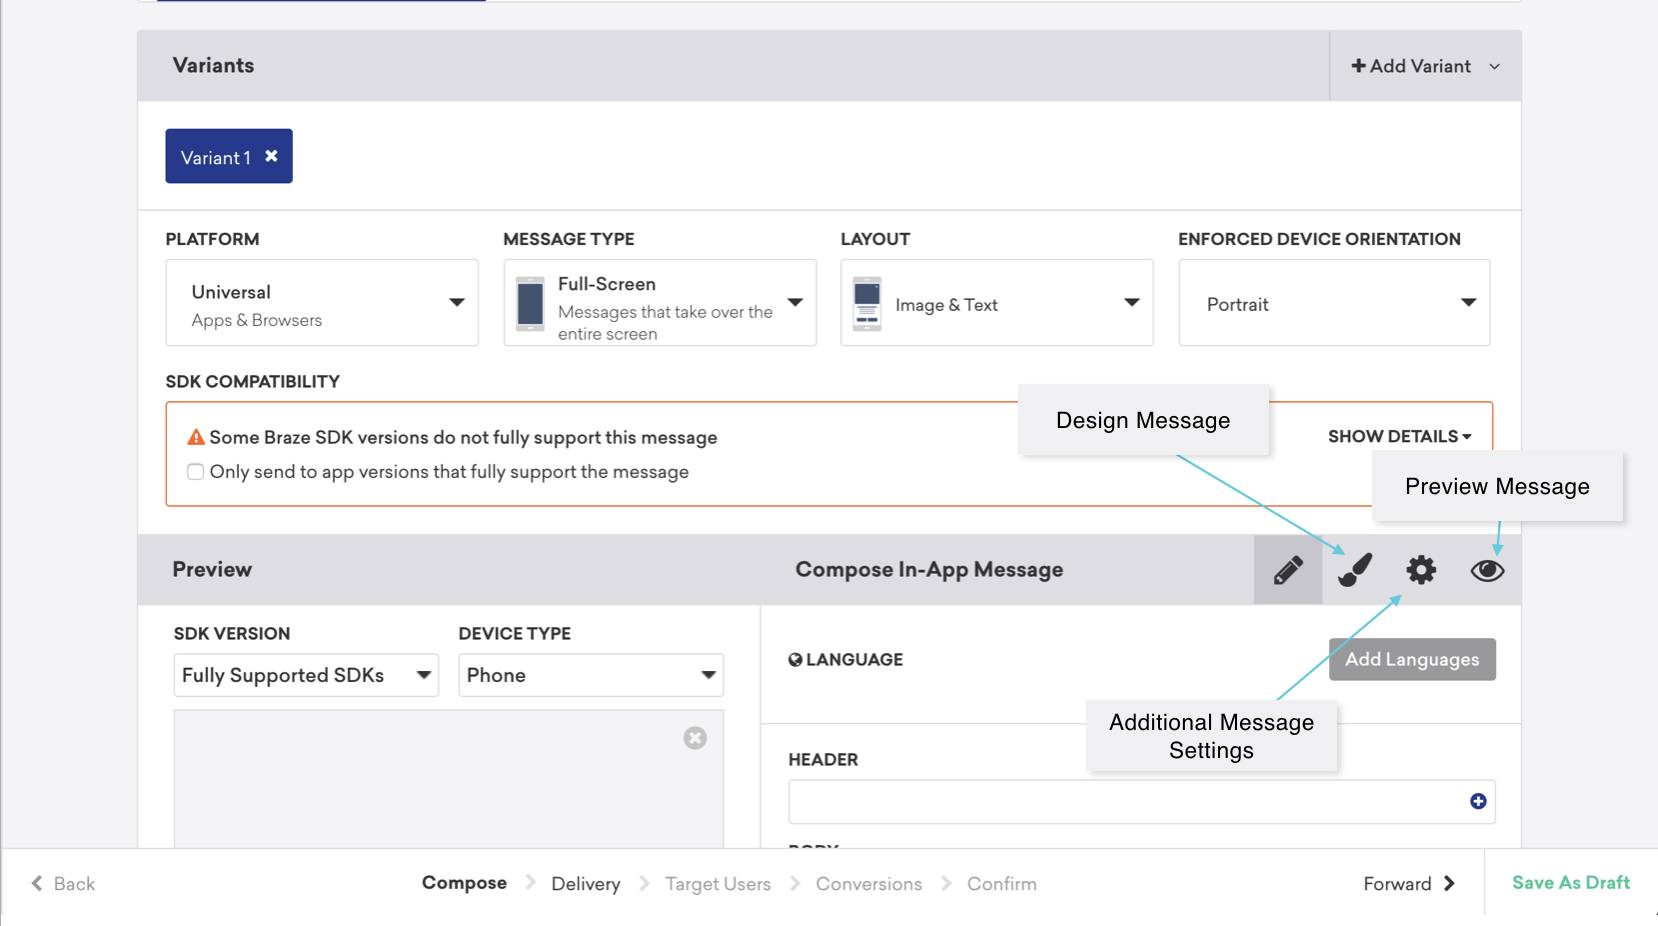 Variants
Add Variant
Variant 1
PLATFORM
MESSAGE TYPE
LAYOUT
ENFORCED DEVICE ORIENTATION
Universal
Apps & Browsers
Full-Screen
Messages that take over the
entire screen
Image & Text
Portrait
SDK COMPATIBILITY
Some Braze SDK versions do not fully support this message
Only send to app versions that fully support the message
SHOW DETAILS
Design Message
Preview Message
Preview
Compose In-App Message
SDK VERSION
DEVICE TYPE
Fully Supported SDKs
Phone
LANGUAGE
Add Languages
Additional Message
Settings
HEADER
BODY
Back
Compose
Delivery
Target Users
Conversions
Confirm
Forward
Save As Draft